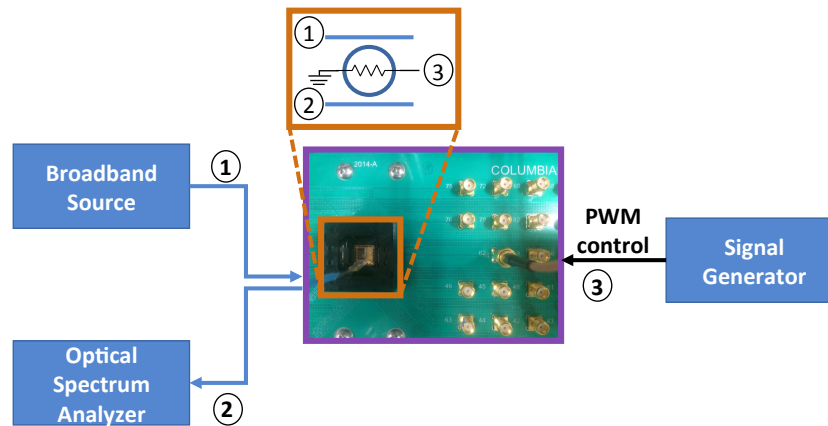 1
3
2
Broadband
Source
1
2014-A
COLUMBIA
PWM
control
3
Signal
Generator
Optical
Spectrum
Analyzer
2